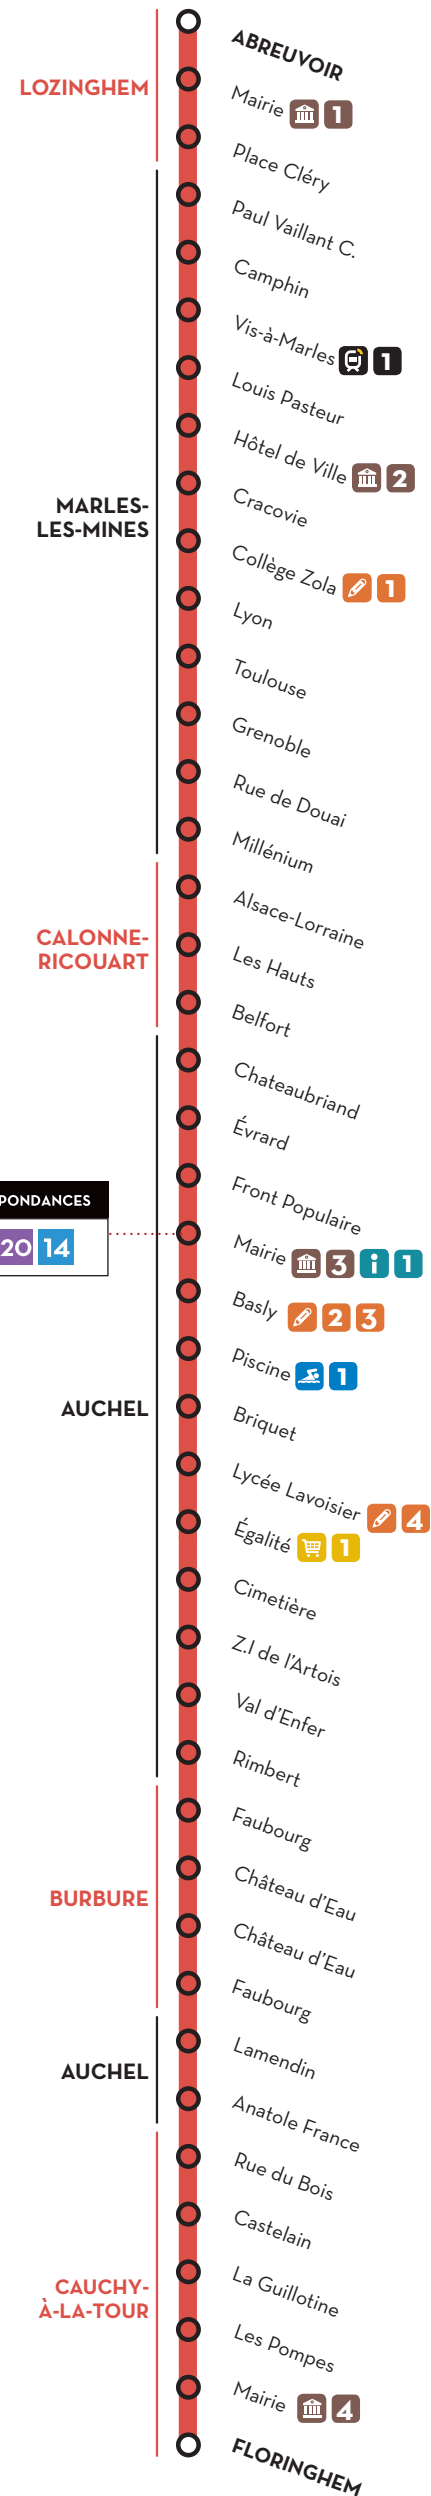 ABREUVOIR
LOZINGHEM
Mairie 1
Place Cléry
Paul Vaillant C.
Camphin
Vis-à-Marles 1
Louis Pasteur
Hôtel de Ville 2
MARLES-
LES-MINES
Cracovie
Collège Zola 1
Lyon
Toulouse
Grenoble
Rue de Douai
Millénium
Alsace-Lorraine
CALONNE-
RICOUART
Les Hauts
Belfort
Chateaubriand
Évrard
Front Populaire
PONDANCES
20 14
Mairie 3 i 1
Basly 2 3
Piscine 1
AUCHEL
Briquet
Lycée Lavoisier 4
Égalité 1
Cimetière
Z.I de l'Artois
Val d'Enfer
Rimbert
Faubourg
BURBURE
Château d'Eau
Château d'Eau
Faubourg
AUCHEL
Lamendin
Anatole France
Rue du Bois
Castelain
CAUCHY-
À-LA-TOUR
La Guillotine
Les Pompes
Mairie 4
FLORINGHEM